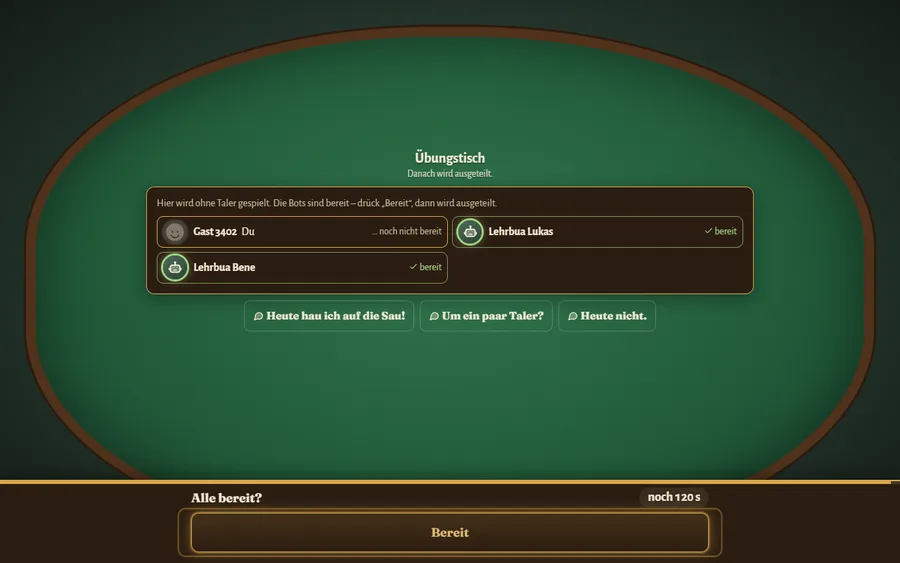 Übungstisch
Danach wird ausgeteilt.
Hier wird ohne Taler gespielt. Die Bots sind bereit – drück „Bereit“, dann wird ausgeteilt.
Gast 3402 Du ... noch nicht bereit
Lehrbua Lukas ✓ bereit
Lehrbua Bene ✓ bereit
Heute hau ich auf die Sau!
Um ein paar Taler?
Heute nicht.
Alle bereit?
noch 120 s
Bereit